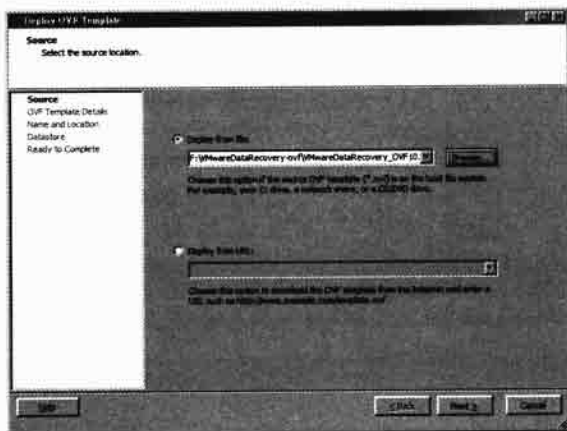 Deploy OVF Template
Source
Select the source location.
Source
OVF Template Details
Name and Location
Datastore
Ready to Complete
Deploy from file:
F:\VMwareDataRecovery-ovf\VMwareDataRecovery_OVF10.
Browse...
Choose this option if the source OVF template (*.ovf) is on the local file system.
For example, your C: drive, a network share, or a CD/DVD drive.
Deploy from URL:
Choose this option to download the OVF template from the Internet and enter a
URL such as http://www.example.com/template.ovf
Help
< Back
Next >
Cancel